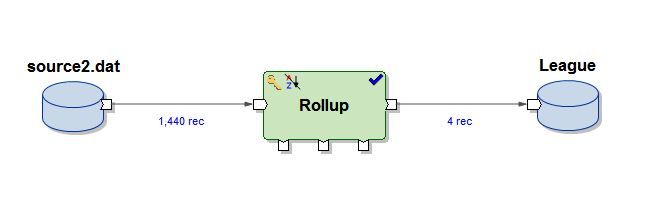 source2.dat
League
Rollup
1,440 rec
4 rec